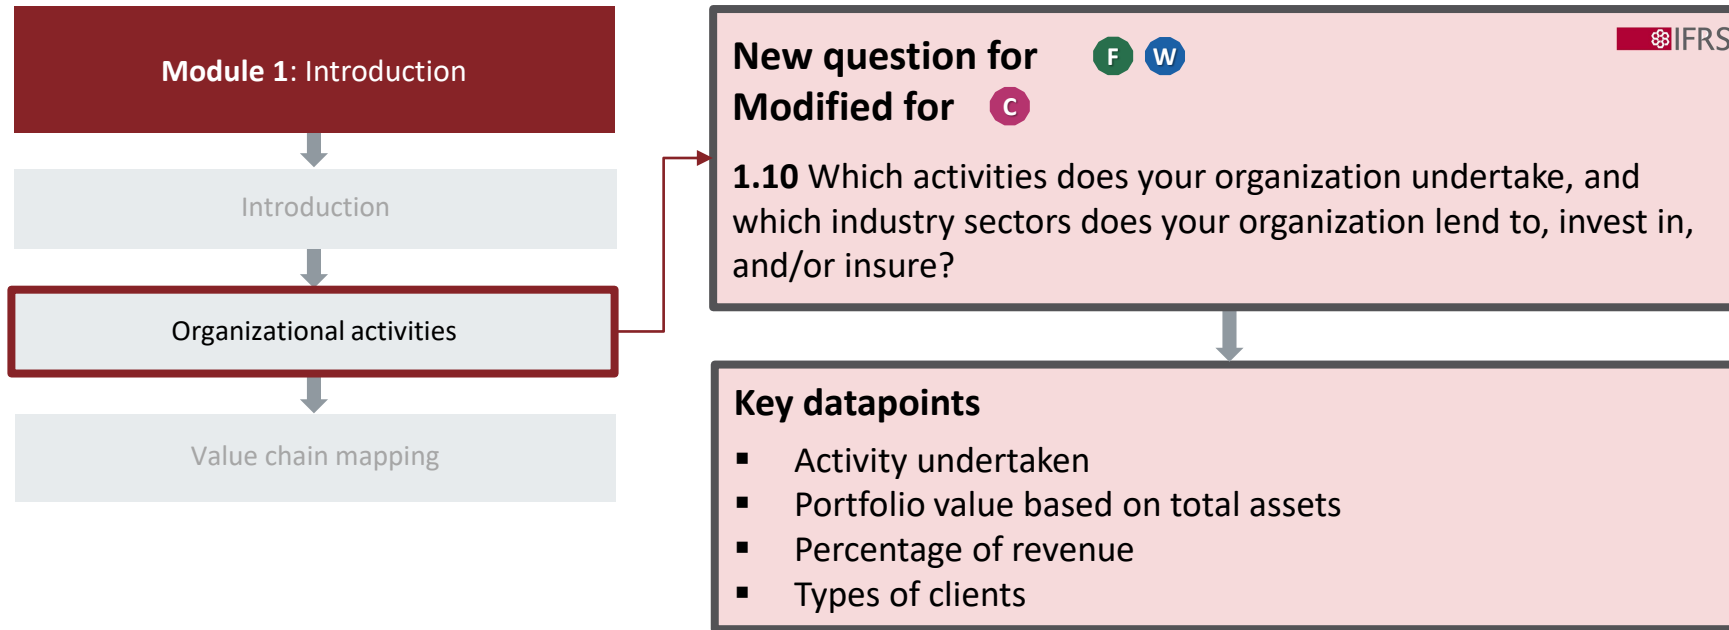 Module 1: Introduction
Introduction
Organizational activities
Value chain mapping
New question for F W
Modified for C
IFRS
1.10 Which activities does your organization undertake, and
which industry sectors does your organization lend to, invest in,
and/or insure?
Key datapoints
▪ Activity undertaken
▪ Portfolio value based on total assets
▪ Percentage of revenue
▪ Types of clients